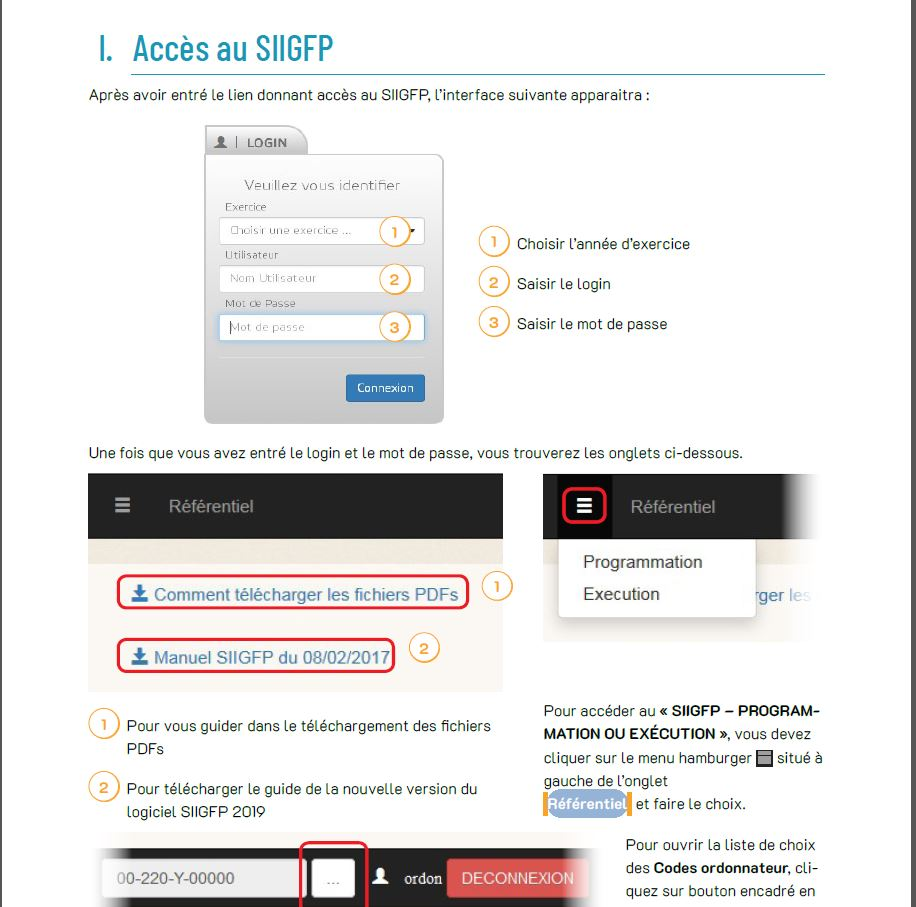 I. Accès au SIIGFP
Après avoir entré le lien donnant accès au SIIGFP, l'interface suivante apparaitra :
LOGIN
Veuillez vous identifier
Exercice
Choisir une exercice ...
1
Utilisateur
Nom Utilisateur
2
Mot de Passe
Mot de passe
3
Connexion
1 Choisir l'année d'exercice
2 Saisir le login
3 Saisir le mot de passe
Une fois que vous avez entré le login et le mot de passe, vous trouverez les onglets ci-dessous.
Référentiel
Comment télécharger les fichiers PDFs
1
Manuel SIIGFP du 08/02/2017
2
1 Pour vous guider dans le téléchargement des fichiers
PDFs
2 Pour télécharger le guide de la nouvelle version du
logiciel SIIGFP 2019
Référentiel
Programmation
Execution
rger les
Pour accéder au « SIIGFP – PROGRAM-
MATION OU EXÉCUTION », vous devez
cliquer sur le menu hamburger situé à
gauche de l'onglet
Référentiel et faire le choix.
00-220-Y-00000
...
ordon
DECONNEXION
Pour ouvrir la liste de choix
des Codes ordonnateur, cli-
quez sur bouton encadré en